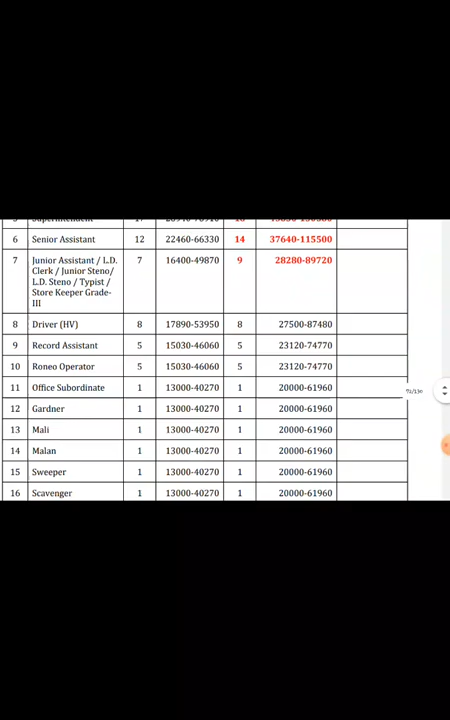 6 Senior Assistant 12 22460-66330 14 37640-115500
7 Junior Assistant / L.D. 7 16400-49870 9 28280-89720
Clerk / Junior Steno/
L.D. Steno / Typist /
Store Keeper Grade-
III
8 Driver (HV) 8 17890-53950 8 27500-87480
9 Record Assistant 5 15030-46060 5 23120-74770
10 Roneo Operator 5 15030-46060 5 23120-74770
11 Office Subordinate 1 13000-40270 1 20000-61960
12 Gardner 1 13000-40270 1 20000-61960
13 Mali 1 13000-40270 1 20000-61960
14 Malan 1 13000-40270 1 20000-61960
15 Sweeper 1 13000-40270 1 20000-61960
16 Scavenger 1 13000-40270 1 20000-61960